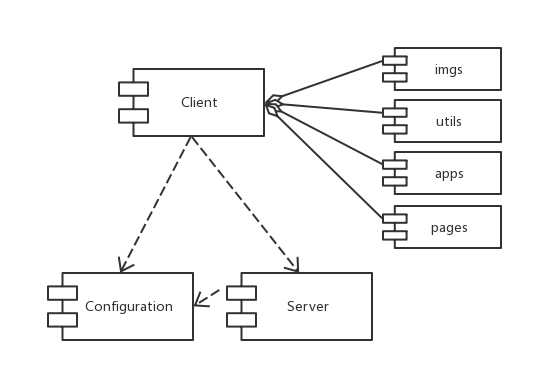 imgs
Client
utils
apps
pages
Configuration
Server